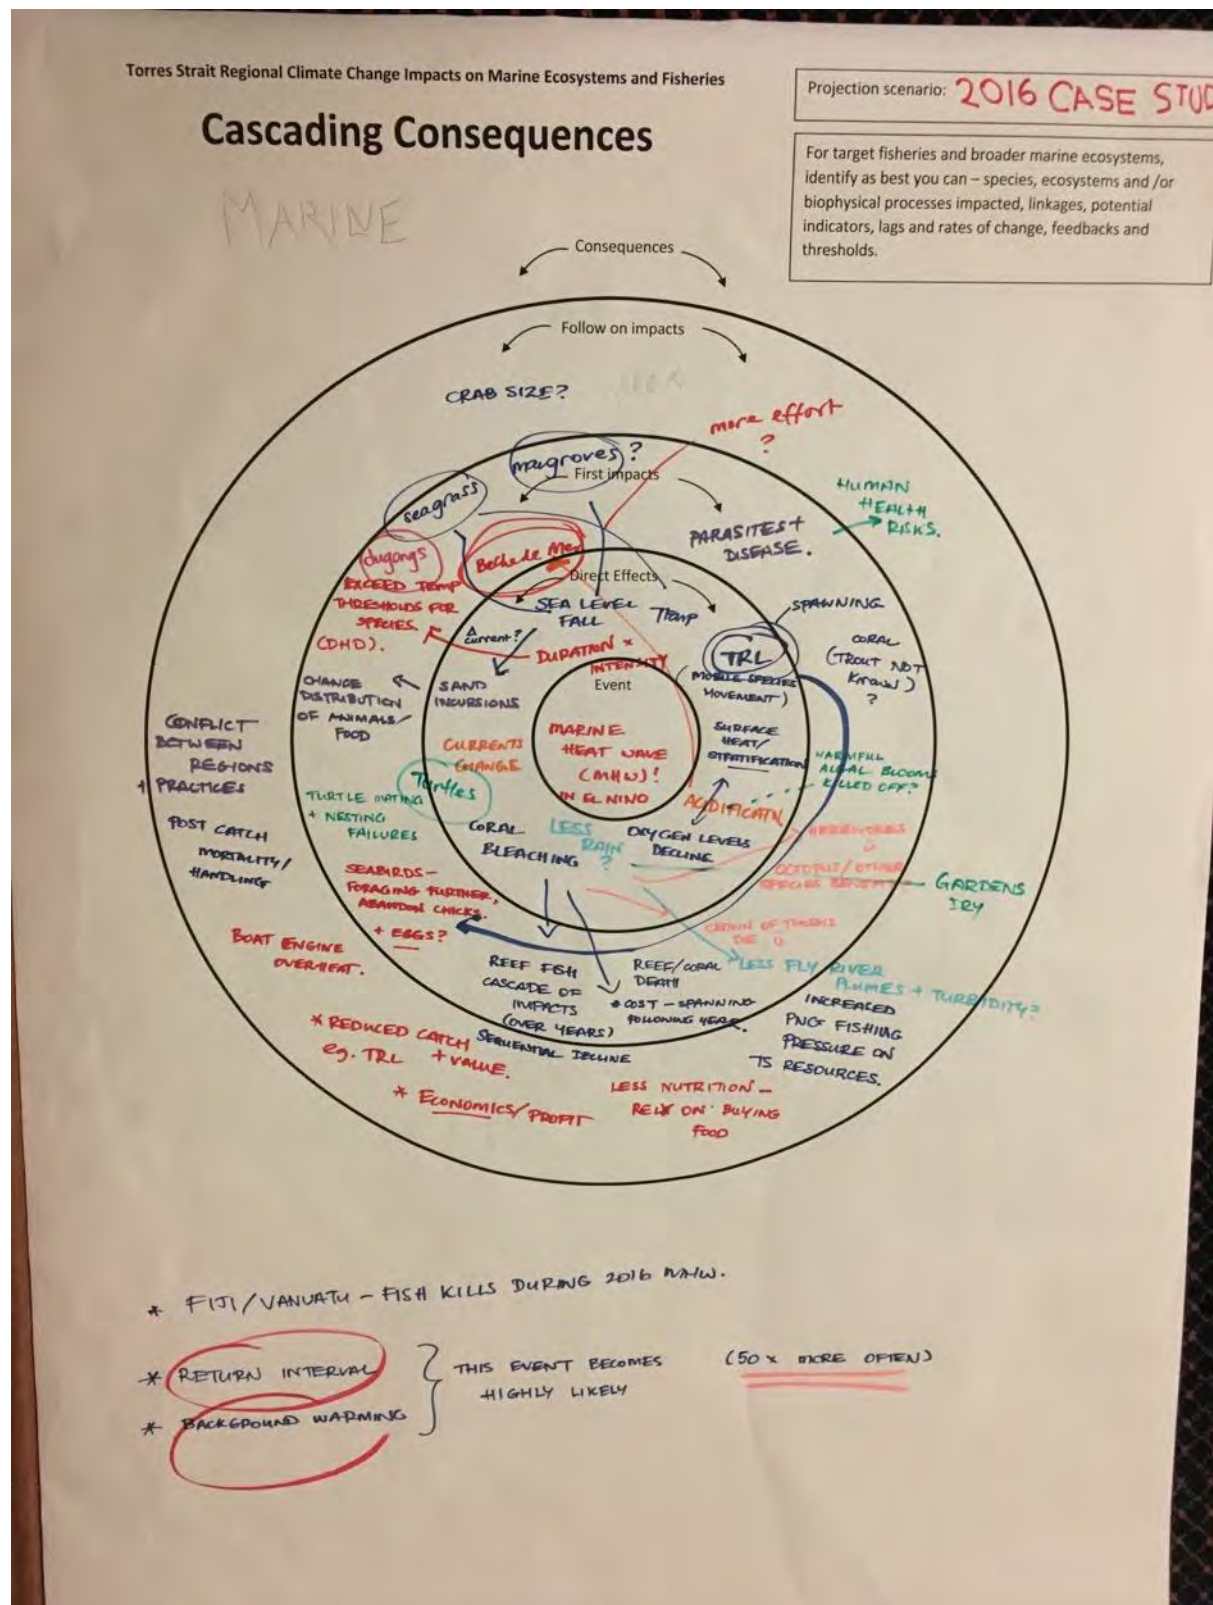 Torres Strait Regional Climate Change Impacts on Marine Ecosystems and Fisheries
Cascading Consequences
Projection scenario: 2016 CASE STUD
For target fisheries and broader marine ecosystems,
identify as best you can – species, ecosystems and /or
biophysical processes impacted, linkages, potential
indicators, lags and rates of change, feedbacks and
thresholds.
MARINE
Consequences
Follow on impacts
CRAB SIZE?
more effort
?
mangroves?
First impacts
seagrass
HUMAN
HEALTH
RISKS.
PARASITES +
DISEASE.
dugongs
Beche de Mer
EXCEED TEMP
THRESHOLDS FOR
SPECIES.
(DHD).
Direct Effects
SEA LEVEL
FALL
Temp
SPAWNING
Δ
current?
DURATION ×
INTENSITY
TRL
(MOBILE SPECIES
MOVEMENT)
CORAL
(TROUT NOT
KNOWN)
?
Event
MARINE
HEAT WAVE
(MHW)!
IN EL NINO
CHANGE
DISTRIBUTION
OF ANIMALS/
FOOD
SAND
INCURSIONS
SURFACE
HEAT/
STRATIFICATION
CONFLICT
BETWEEN
REGIONS
+ PRACTICES
CURRENTS
CHANGE
Turtles
HARMFUL
ALGAL BLOOMS
KILLED OFF?
TURTLE MATING
+ NESTING
FAILURES
ACIDIFICATN.
POST CATCH
MORTALITY/
HANDLING
CORAL
BLEACHING
LESS
RAIN
?
OXYGEN LEVELS
DECLINE
HERBIVORES
OCTOPUS/OTHER
SPECIES BENEFIT
GARDENS
DRY
SEABIRDS –
FORAGING FURTHER,
ABANDON CHICKS.
+ EGGS?
CROWN OF THORNS
DIE
BOAT ENGINE
OVERHEAT.
REEF FISH
CASCADE OF
IMPACTS
(OVER YEARS)
SEQUENTIAL DECLINE
REEF/CORAL
DEATH
* COST – SPAWNING
FOLLOWING YEAR.
LESS FLY RIVER
PLUMES + TURBIDITY?
INCREASED
PNG FISHING
PRESSURE ON
TS RESOURCES.
* REDUCED CATCH
eg. TRL + VALUE.
* ECONOMICS/PROFIT
LESS NUTRITION –
RELY ON BUYING
FOOD
* FIJI/VANUATU – FISH KILLS DURING 2016 MHW.
* RETURN INTERVAL
* BACKGROUND WARMING
THIS EVENT BECOMES
HIGHLY LIKELY
(50 x MORE OFTEN)